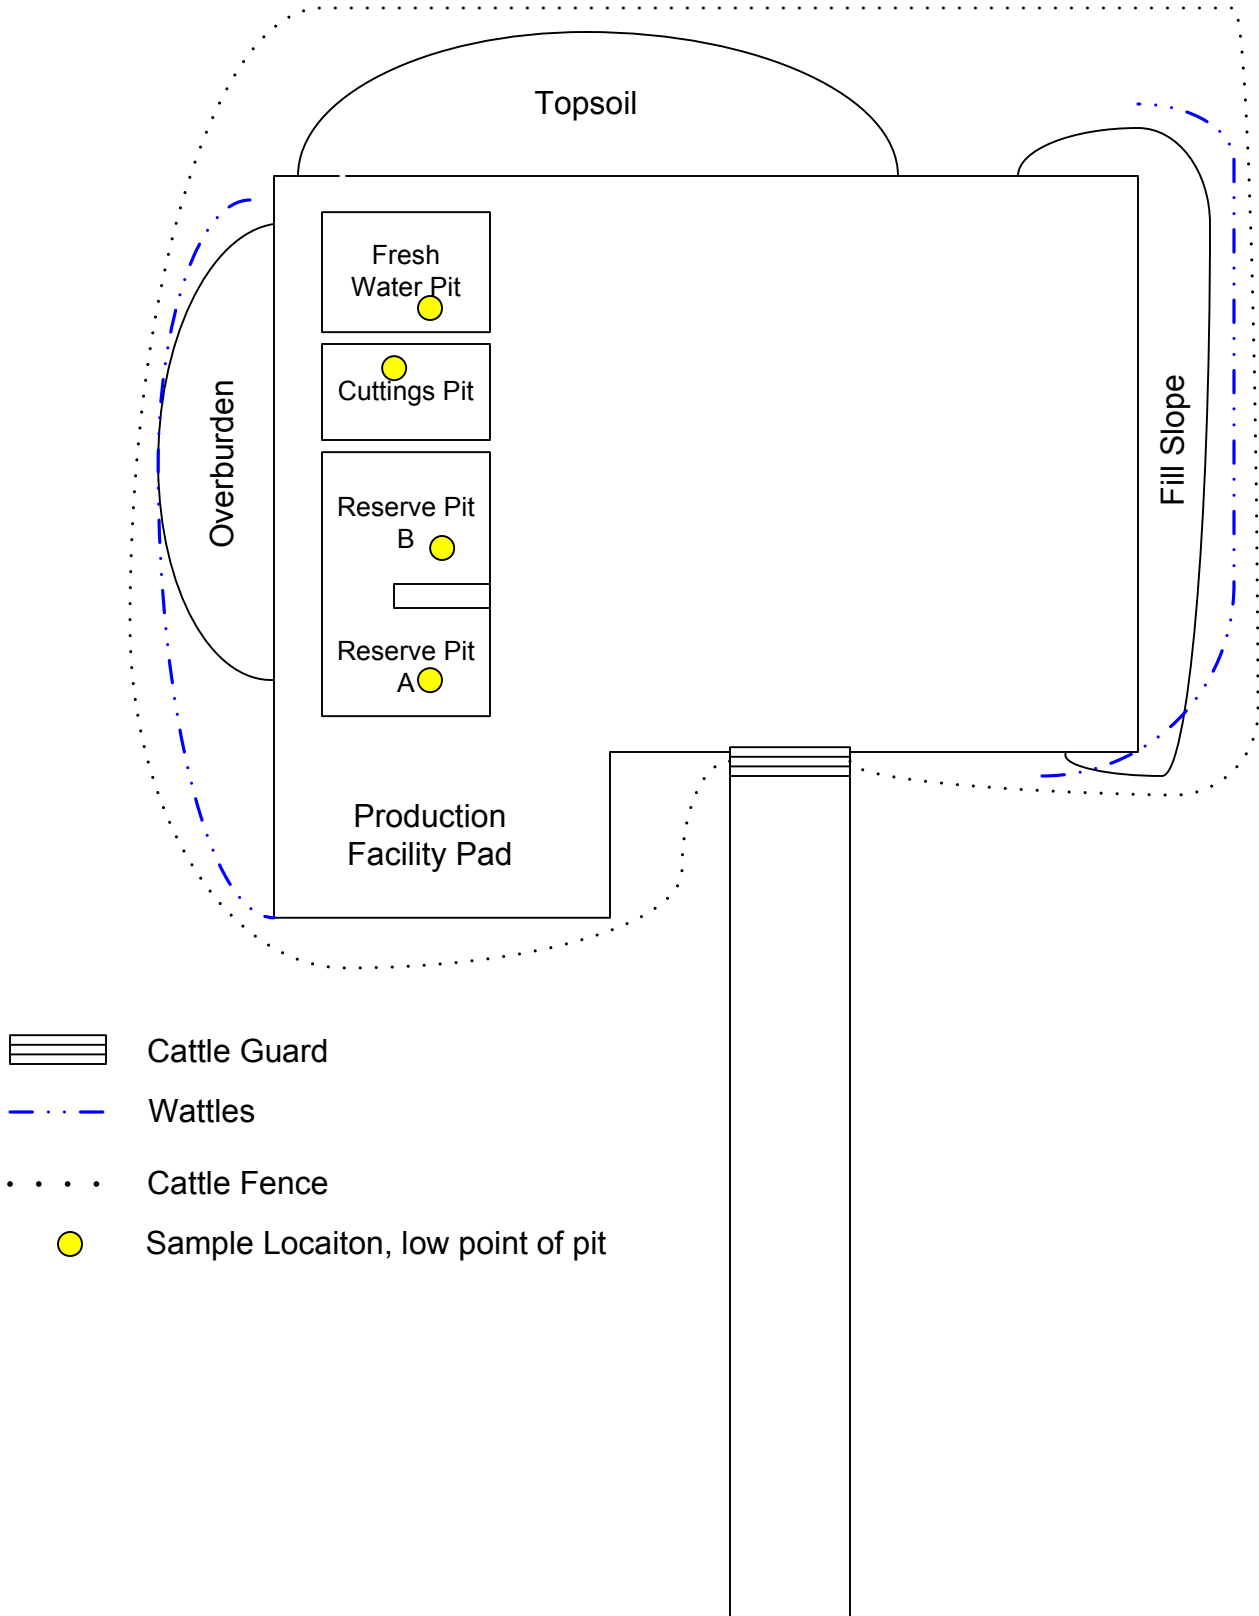 Topsoil
Fresh
Water Pit
Cuttings Pit
Overburden
Fill Slope
Reserve Pit
B
Reserve Pit
A
Production
Facility Pad
Cattle Guard
Wattles
Cattle Fence
Sample Locaiton, low point of pit